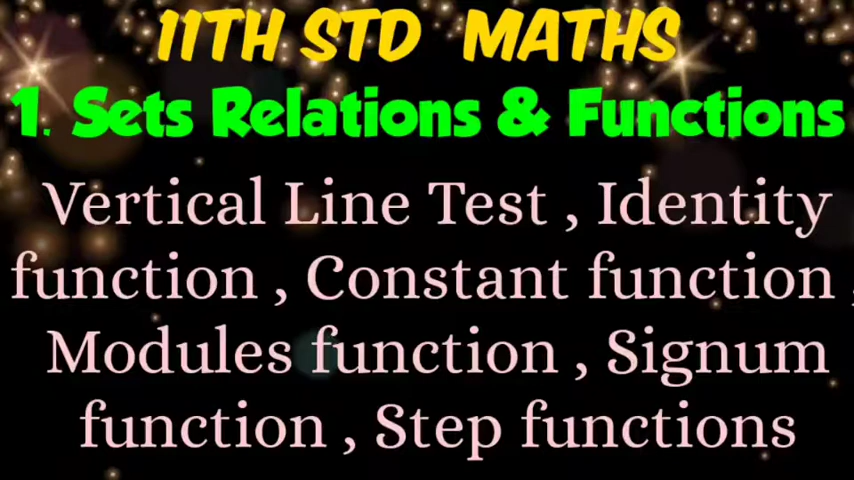 11TH STD MATHS
1. Sets Relations & Functions
Vertical Line Test , Identity
function , Constant function ,
Modules function , Signum
function , Step functions